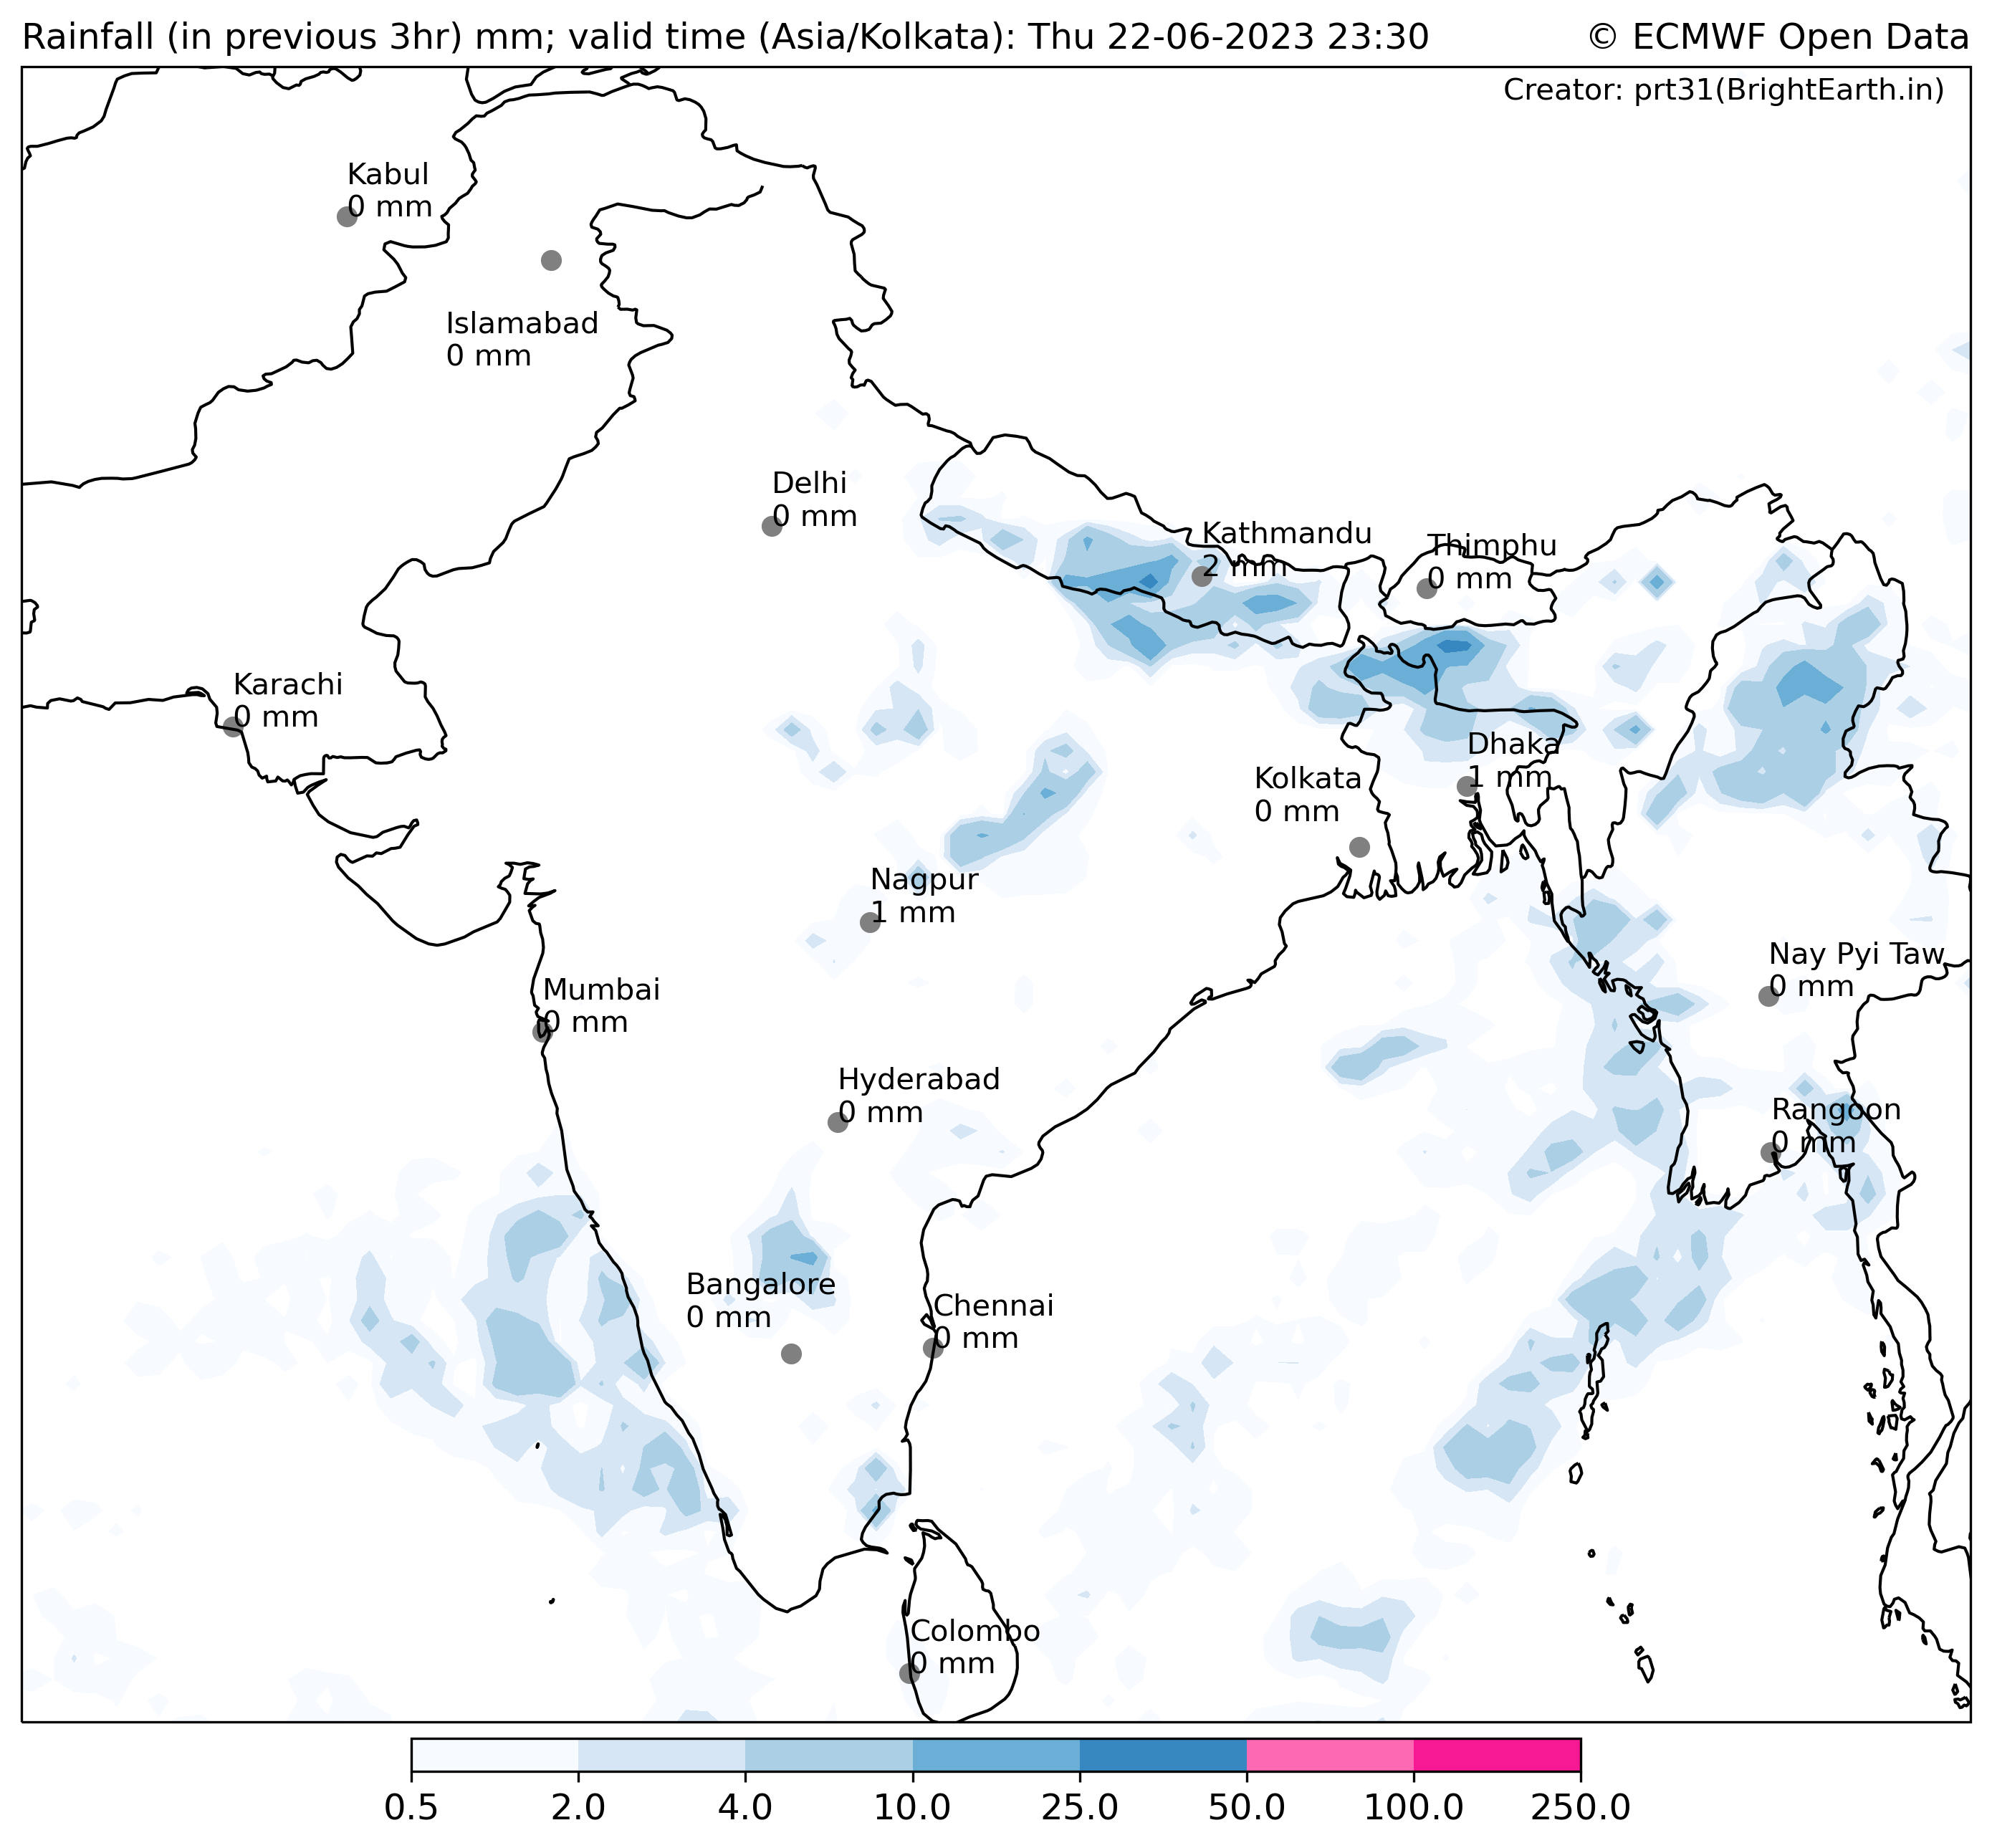 Rainfall (in previous 3hr) mm; valid time (Asia/Kolkata): Thu 22-06-2023 23:30
© ECMWF Open Data
Creator: prt31(BrightEarth.in)
Kabul
0 mm
Islamabad
0 mm
Delhi
0 mm
Kathmandu
2 mm
Thimphu
0 mm
Karachi
0 mm
Dhaka
1 mm
Kolkata
0 mm
Nagpur
1 mm
Nay Pyi Taw
0 mm
Mumbai
0 mm
Hyderabad
0 mm
Rangoon
0 mm
Bangalore
0 mm
Chennai
0 mm
Colombo
0 mm
0.5 2.0 4.0 10.0 25.0 50.0 100.0 250.0